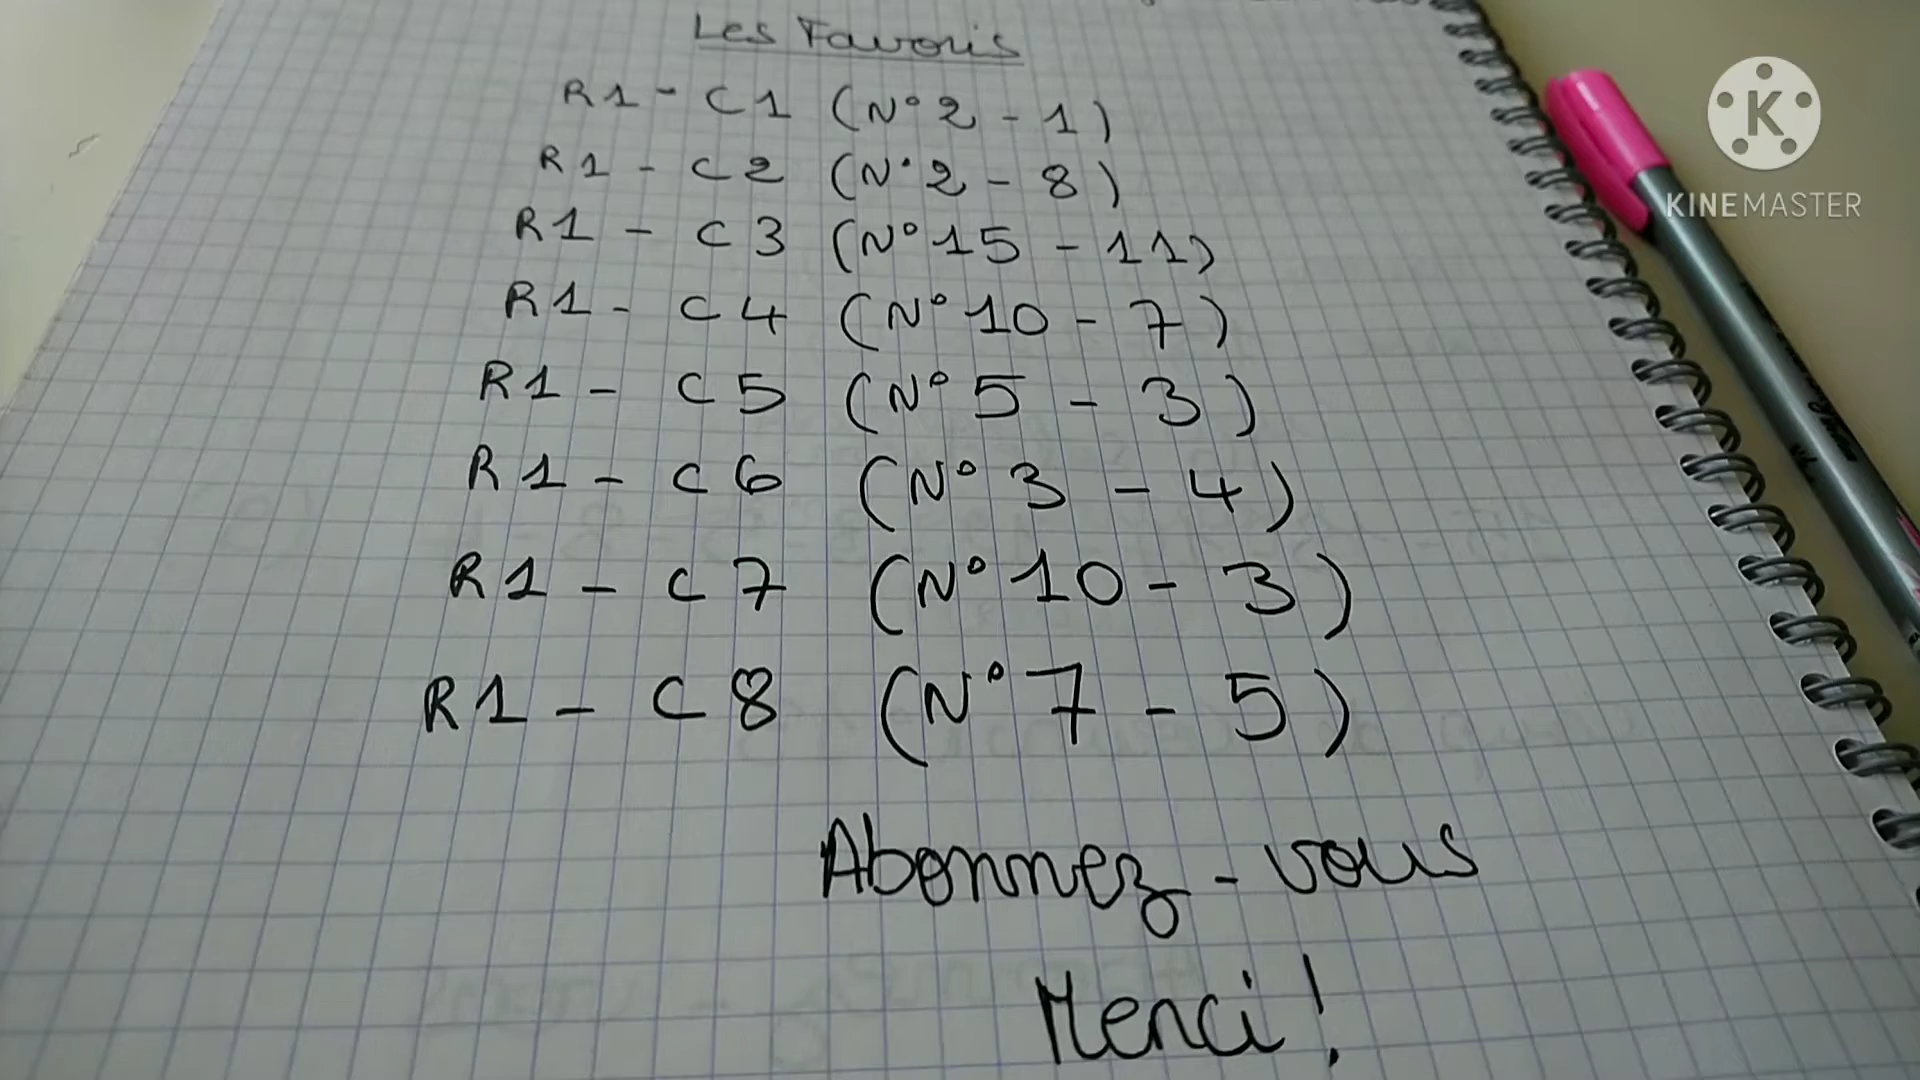 Les Favoris
R1 - C1 (N°2 - 1)
R1 - C2 (N°2 - 8)
R1 - C3 (N°15 - 11)
R1 - C4 (N°10 - 7)
R1 - C5 (N°5 - 3)
R1 - C6 (N°3 - 4)
R1 - C7 (N°10 - 3)
R1 - C8 (N°7 - 5)
Abonnez-vous
Merci !
K
KINEMASTER